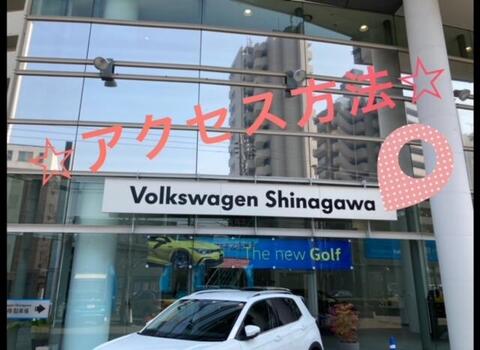 ☆アクセス方法☆
Volkswagen Shinagawa
The new Golf